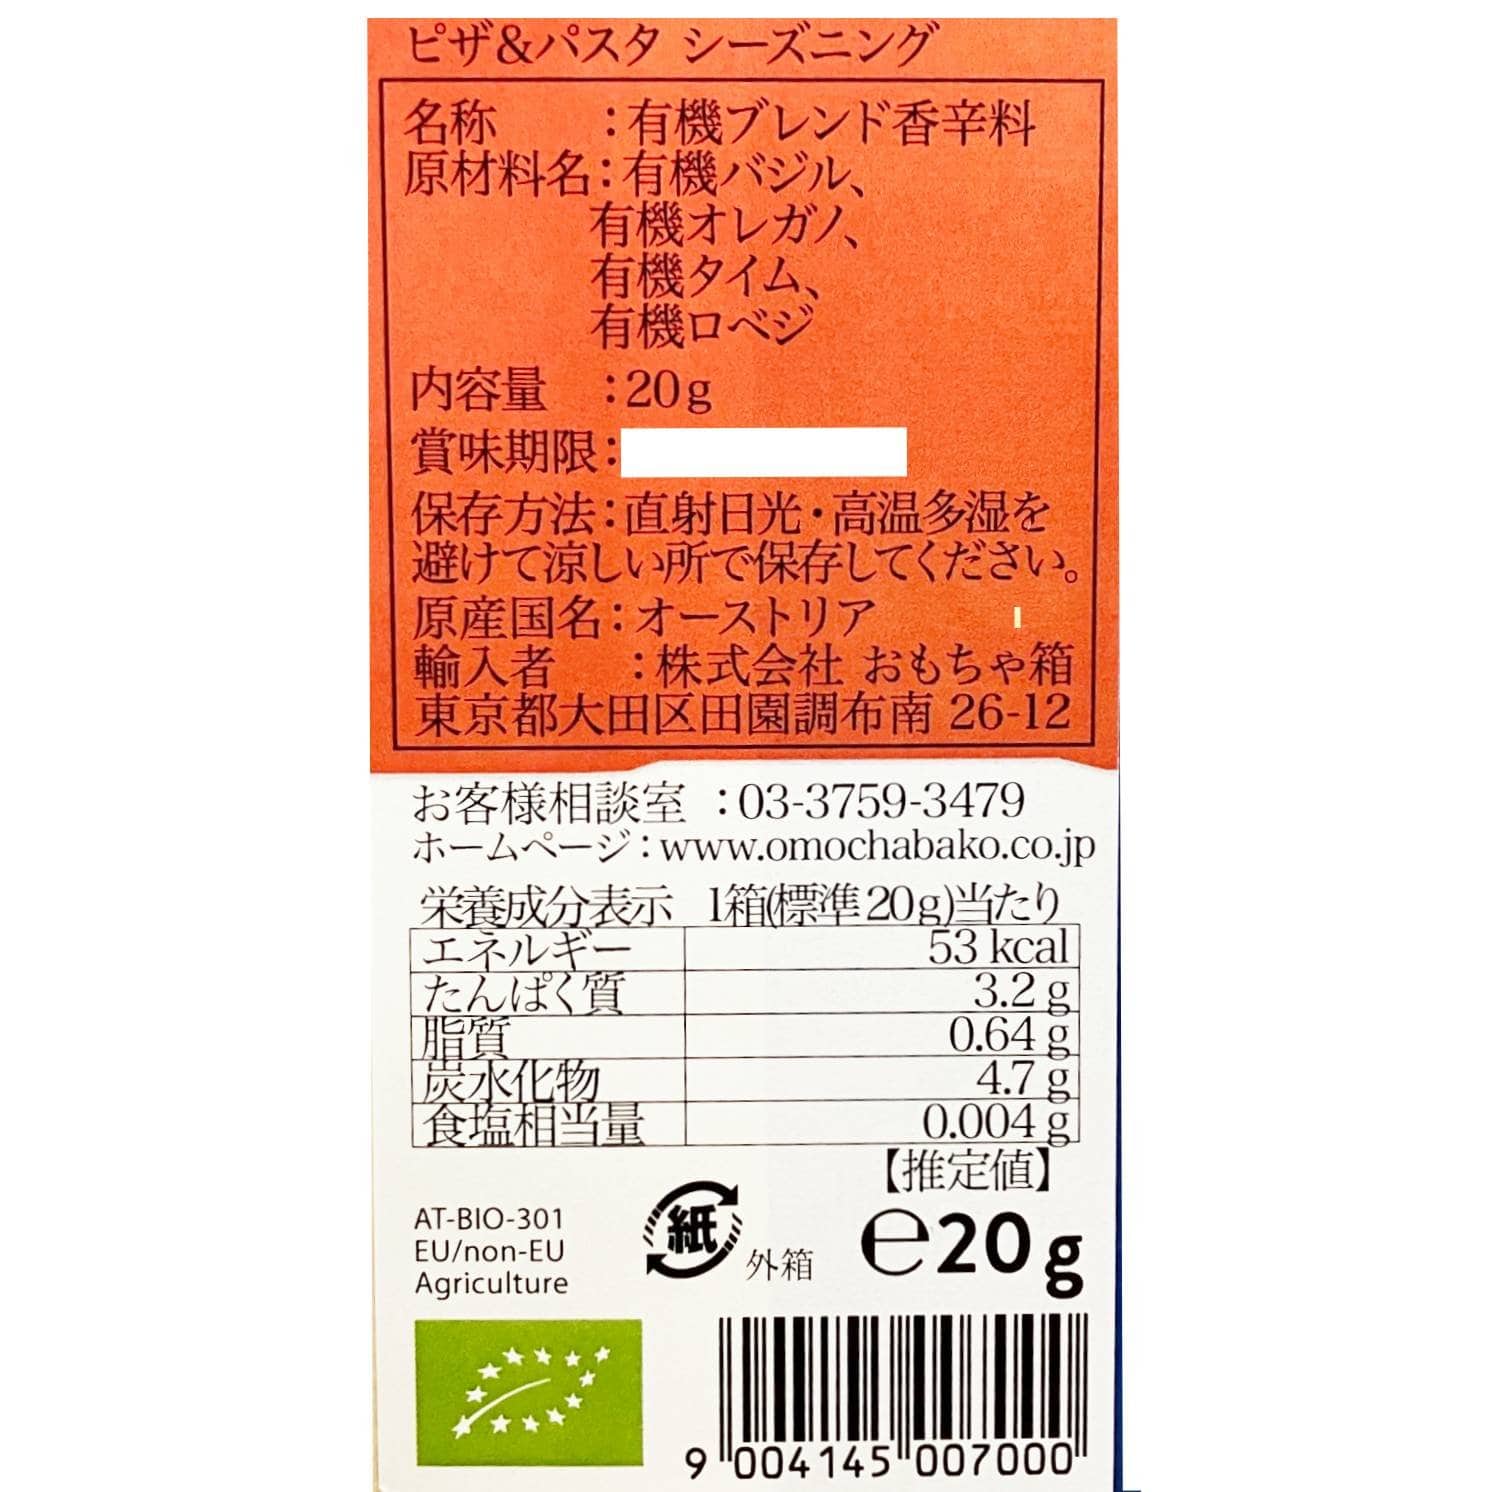 ピザ&パスタ シーズニング
名称 :有機ブレンド香辛料
原材料名:有機バジル、
有機オレガノ、
有機タイム、
有機ロベジ
内容量 :20g
賞味期限:
保存方法:直射日光・高温多湿を
避けて涼しい所で保存してください。
原産国名:オーストリア
輸入者 :株式会社 おもちゃ箱
東京都大田区田園調布南 26-12
お客様相談室 :03-3759-3479
ホームページ:www.omochabako.co.jp
栄養成分表示 1箱(標準20g)当たり
エネルギー 53 kcal
たんぱく質 3.2 g
脂質 0.64 g
炭水化物 4.7 g
食塩相当量 0.004 g
【推定値】
AT-BIO-301
EU/non-EU
Agriculture
紙 外箱
℮20g
9 004145 007000